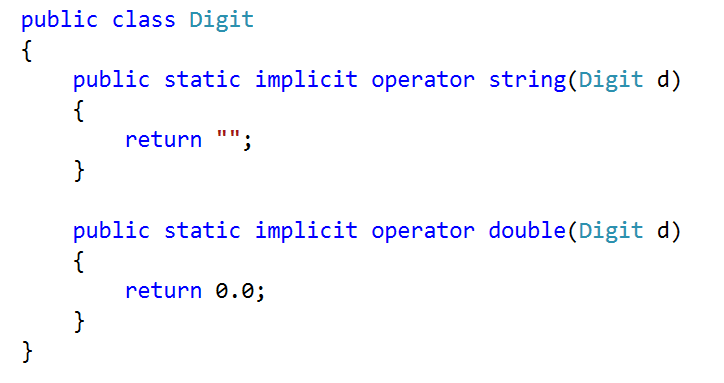 public class Digit
{
    public static implicit operator string(Digit d)
    {
        return "";
    }

    public static implicit operator double(Digit d)
    {
        return 0.0;
    }
}